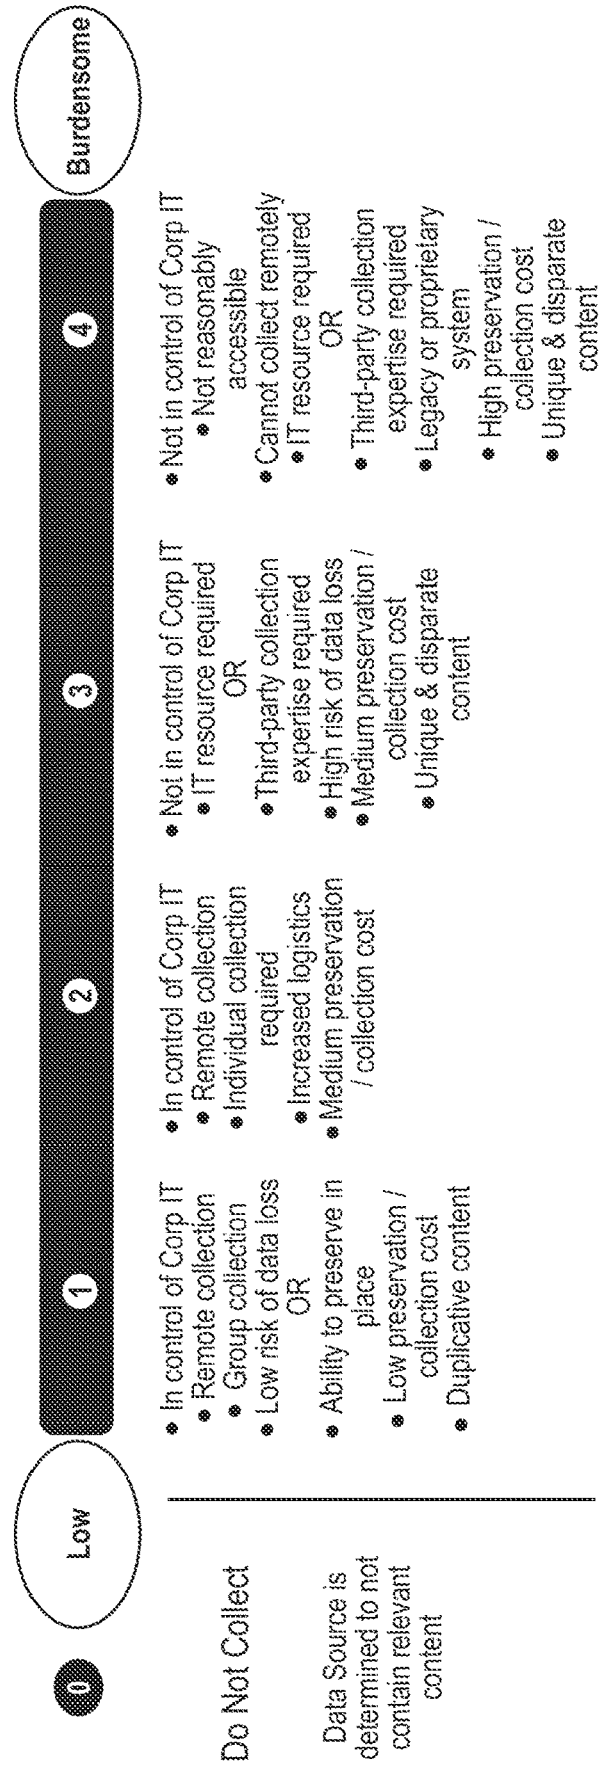 0
Low
1
2
3
4
Burdensome
Do Not Collect
Data Source is
determined to not
contain relevant
content
• In control of Corp IT
• Remote collection
• Group collection
• Low risk of data loss
OR
• Ability to preserve in
place
• Low preservation /
collection cost
• Duplicative content
• In control of Corp IT
• Remote collection
• Individual collection
required
• Increased logistics
• Medium preservation
/ collection cost
• Not in control of Corp IT
• IT resource required
OR
• Third-party collection
expertise required
• High risk of data loss
• Medium preservation /
collection cost
• Unique & disparate
content
• Not in control of Corp IT
• Not reasonably
accessible
• Cannot collect remotely
• IT resource required
OR
• Third-party collection
expertise required
• Legacy or proprietary
system
• High preservation /
collection cost
• Unique & disparate
content